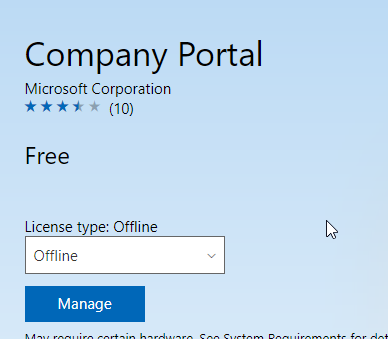 Company Portal
Microsoft Corporation
(10)
Free
License type: Offline
Offline
Manage
May require certain hardware. See System Requirements for det